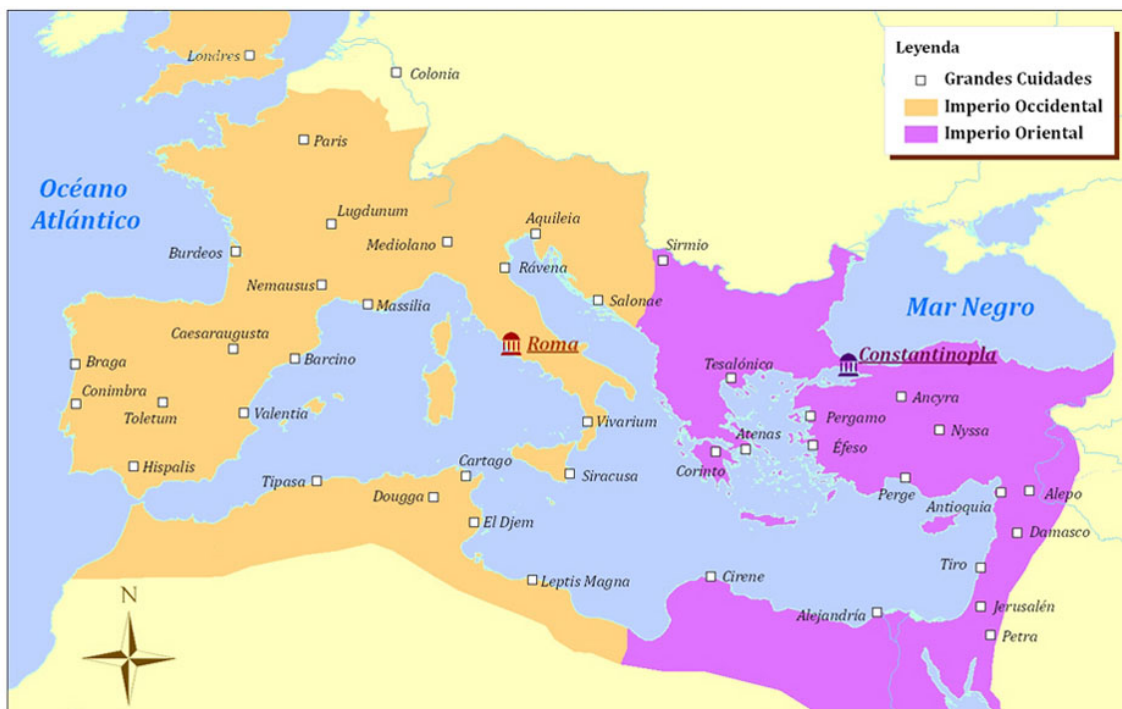 Leyenda
Grandes Cuidades
Imperio Occidental
Imperio Oriental
Londres
Colonia
París
Océano
Atlántico
Lugdunum
Aquileia
Mediolano
Burdeos
Sirmio
Rávena
Nemausus
Massilia
Salonae
Mar Negro
Caesaraugusta
Roma
Barcino
Constantinopla
Braga
Tesalónica
Conimbra
Ancyra
Toletum
Valentia
Vivarium
Pergamo
Nyssa
Atenas
Éfeso
Hispalis
Cartago
Corinto
Tipasa
Siracusa
Dougga
Perge
Antioquia
Alepo
El Djem
Damasco
Tiro
Leptis Magna
Cirene
N
Alejandría
Jerusalén
Petra